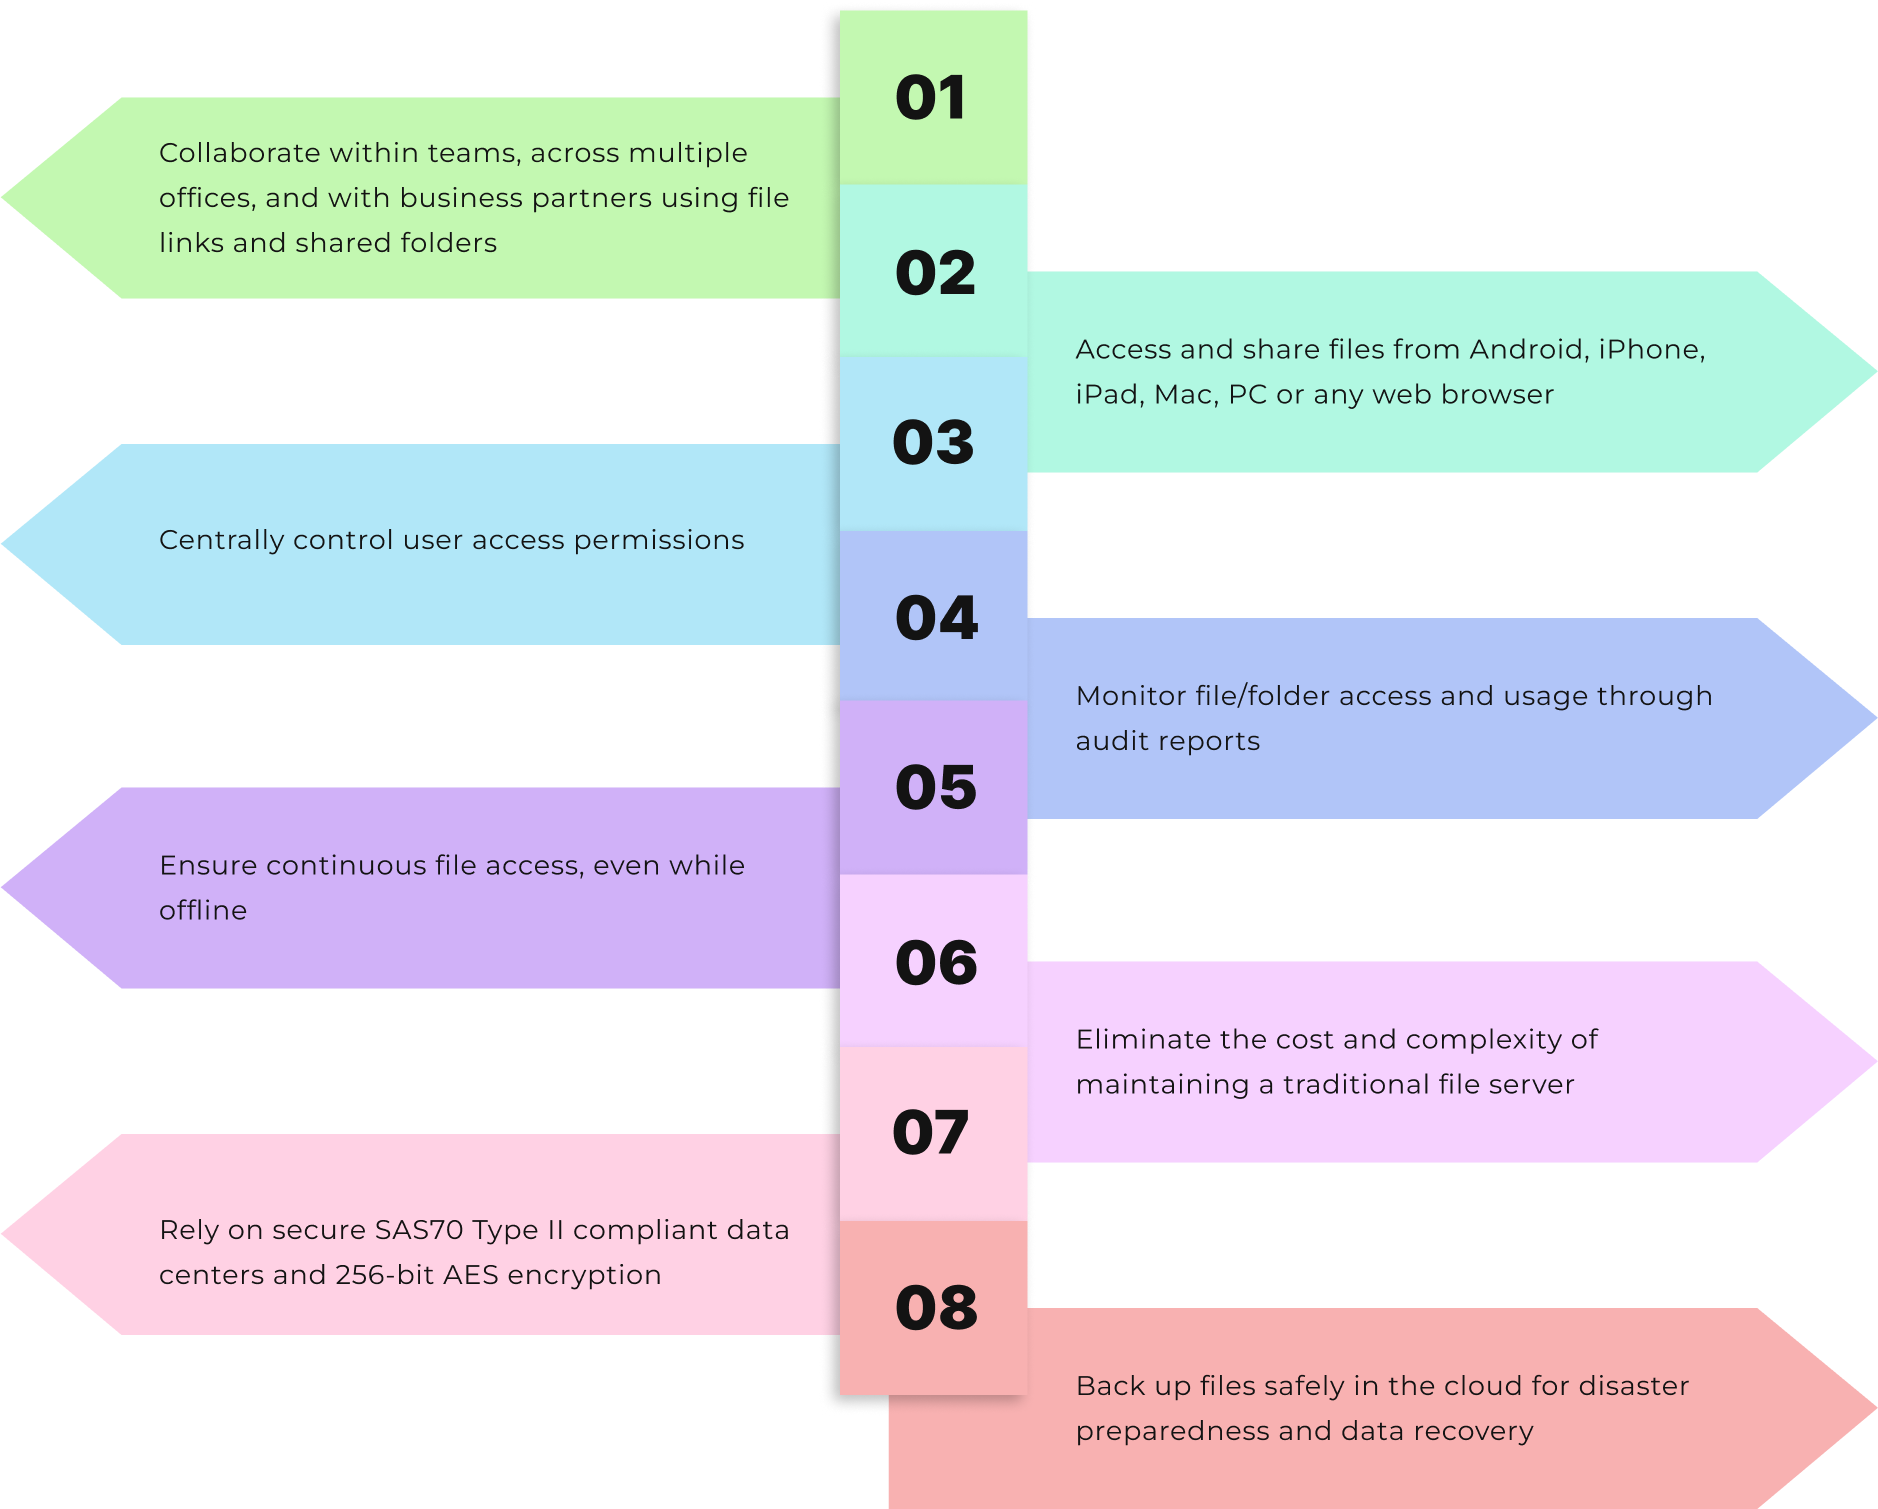 01
Collaborate within teams, across multiple
offices, and with business partners using file
links and shared folders
02
Access and share files from Android, iPhone,
iPad, Mac, PC or any web browser
03
Centrally control user access permissions
04
Monitor file/folder access and usage through
audit reports
05
Ensure continuous file access, even while
offline
06
Eliminate the cost and complexity of
maintaining a traditional file server
07
Rely on secure SAS70 Type II compliant data
centers and 256-bit AES encryption
08
Back up files safely in the cloud for disaster
preparedness and data recovery